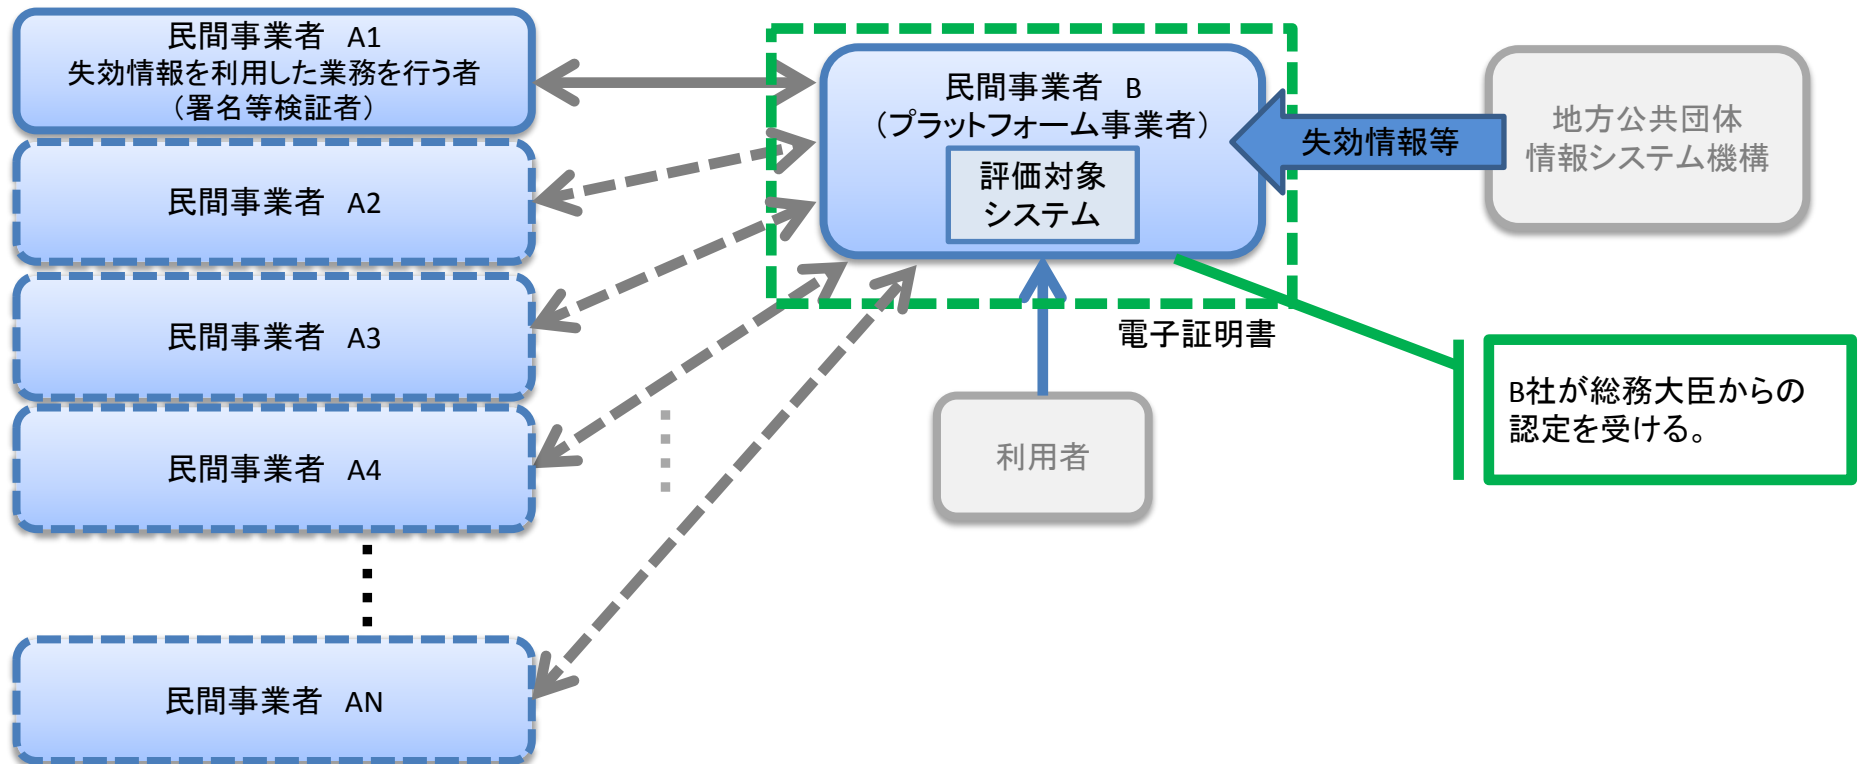 民間事業者 A1
失効情報を利用した業務を行う者
（署名等検証者）
民間事業者 A2
民間事業者 A3
民間事業者 A4
民間事業者 AN
民間事業者 B
（プラットフォーム事業者）
評価対象
システム
失効情報等
地方公共団体
情報システム機構
電子証明書
利用者
B社が総務大臣からの
認定を受ける。